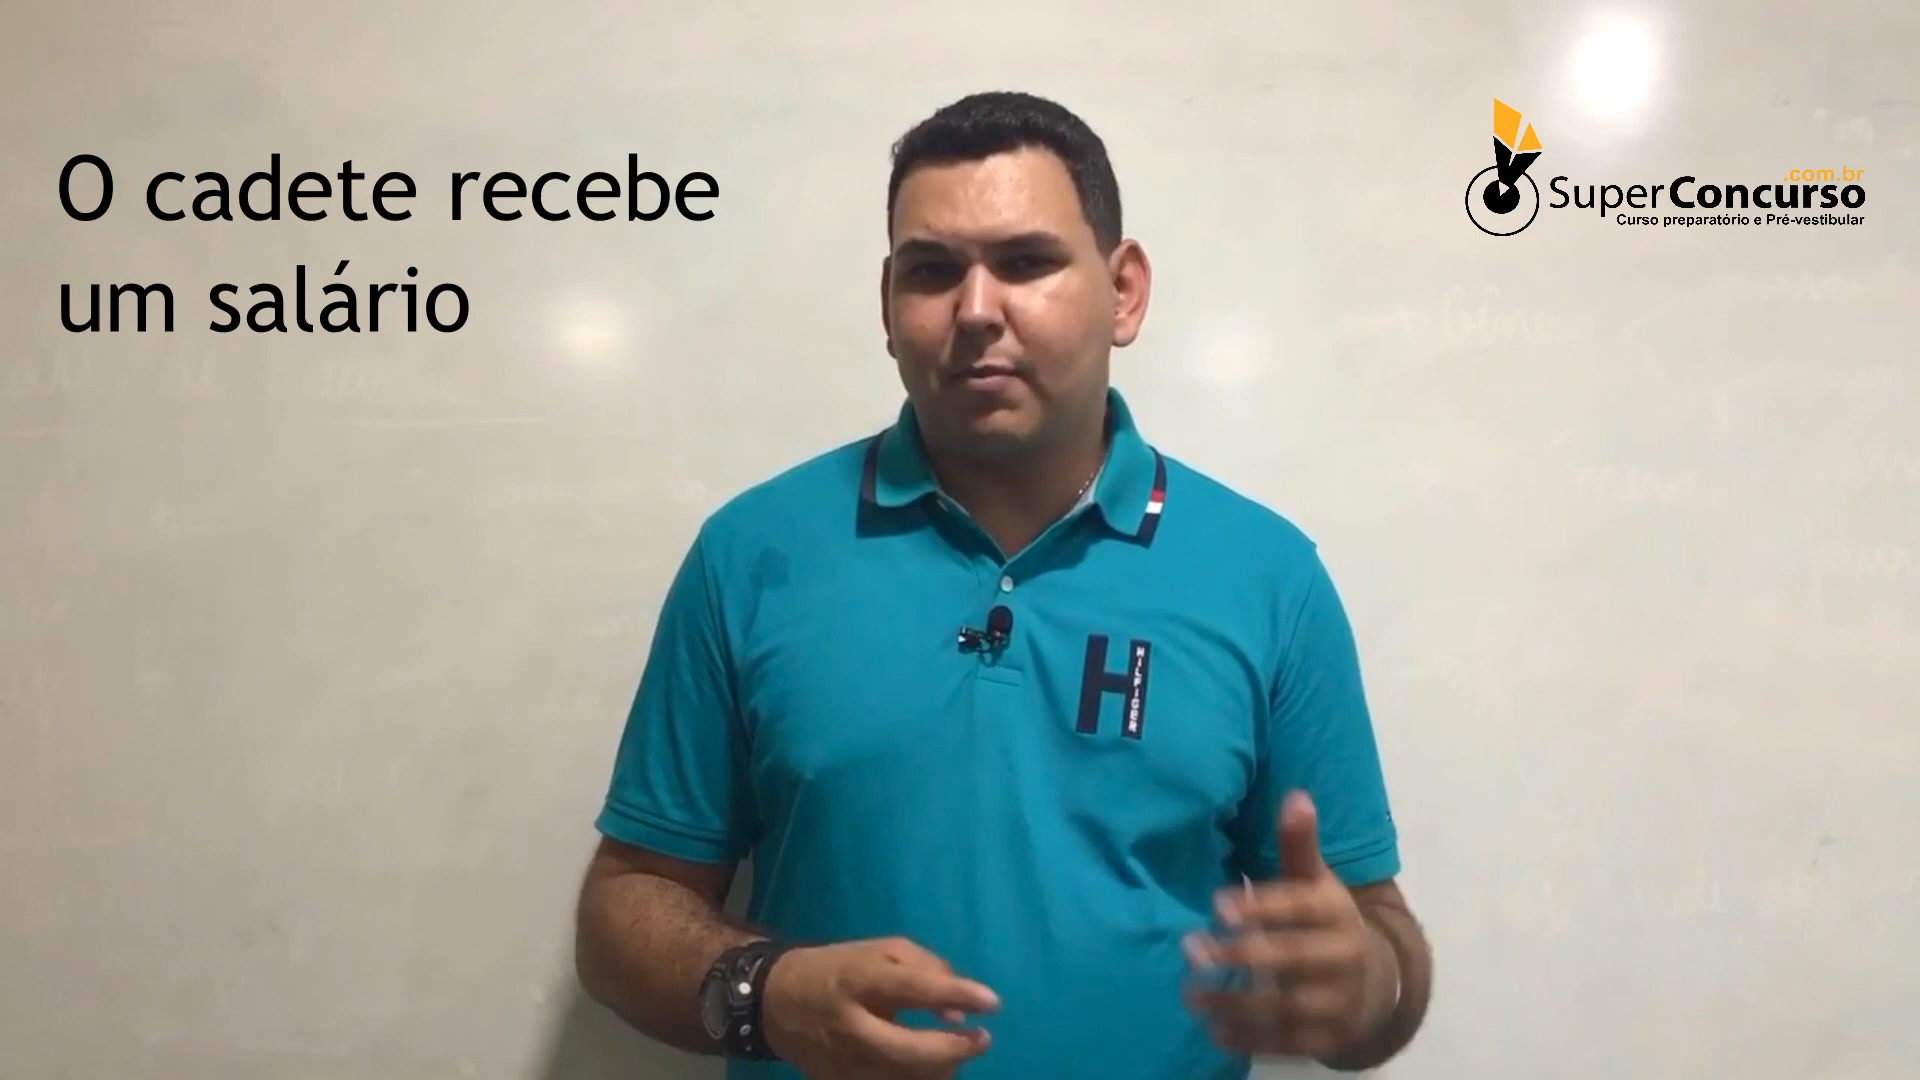 O cadete recebe
um salário
.com.br
SuperConcurso
Curso preparatório e Pré-vestibular
H
HILFIGER